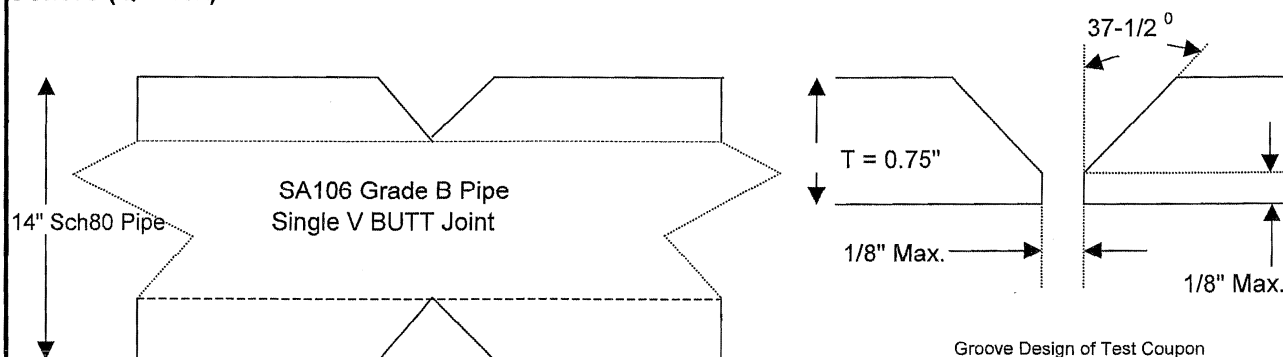 37-1/2 0
T = 0.75"
SA106 Grade B Pipe
14" Sch80 Pipe
Single V BUTT Joint
1/8" Max.
1/8" Max.
Groove Design of Test Coupon